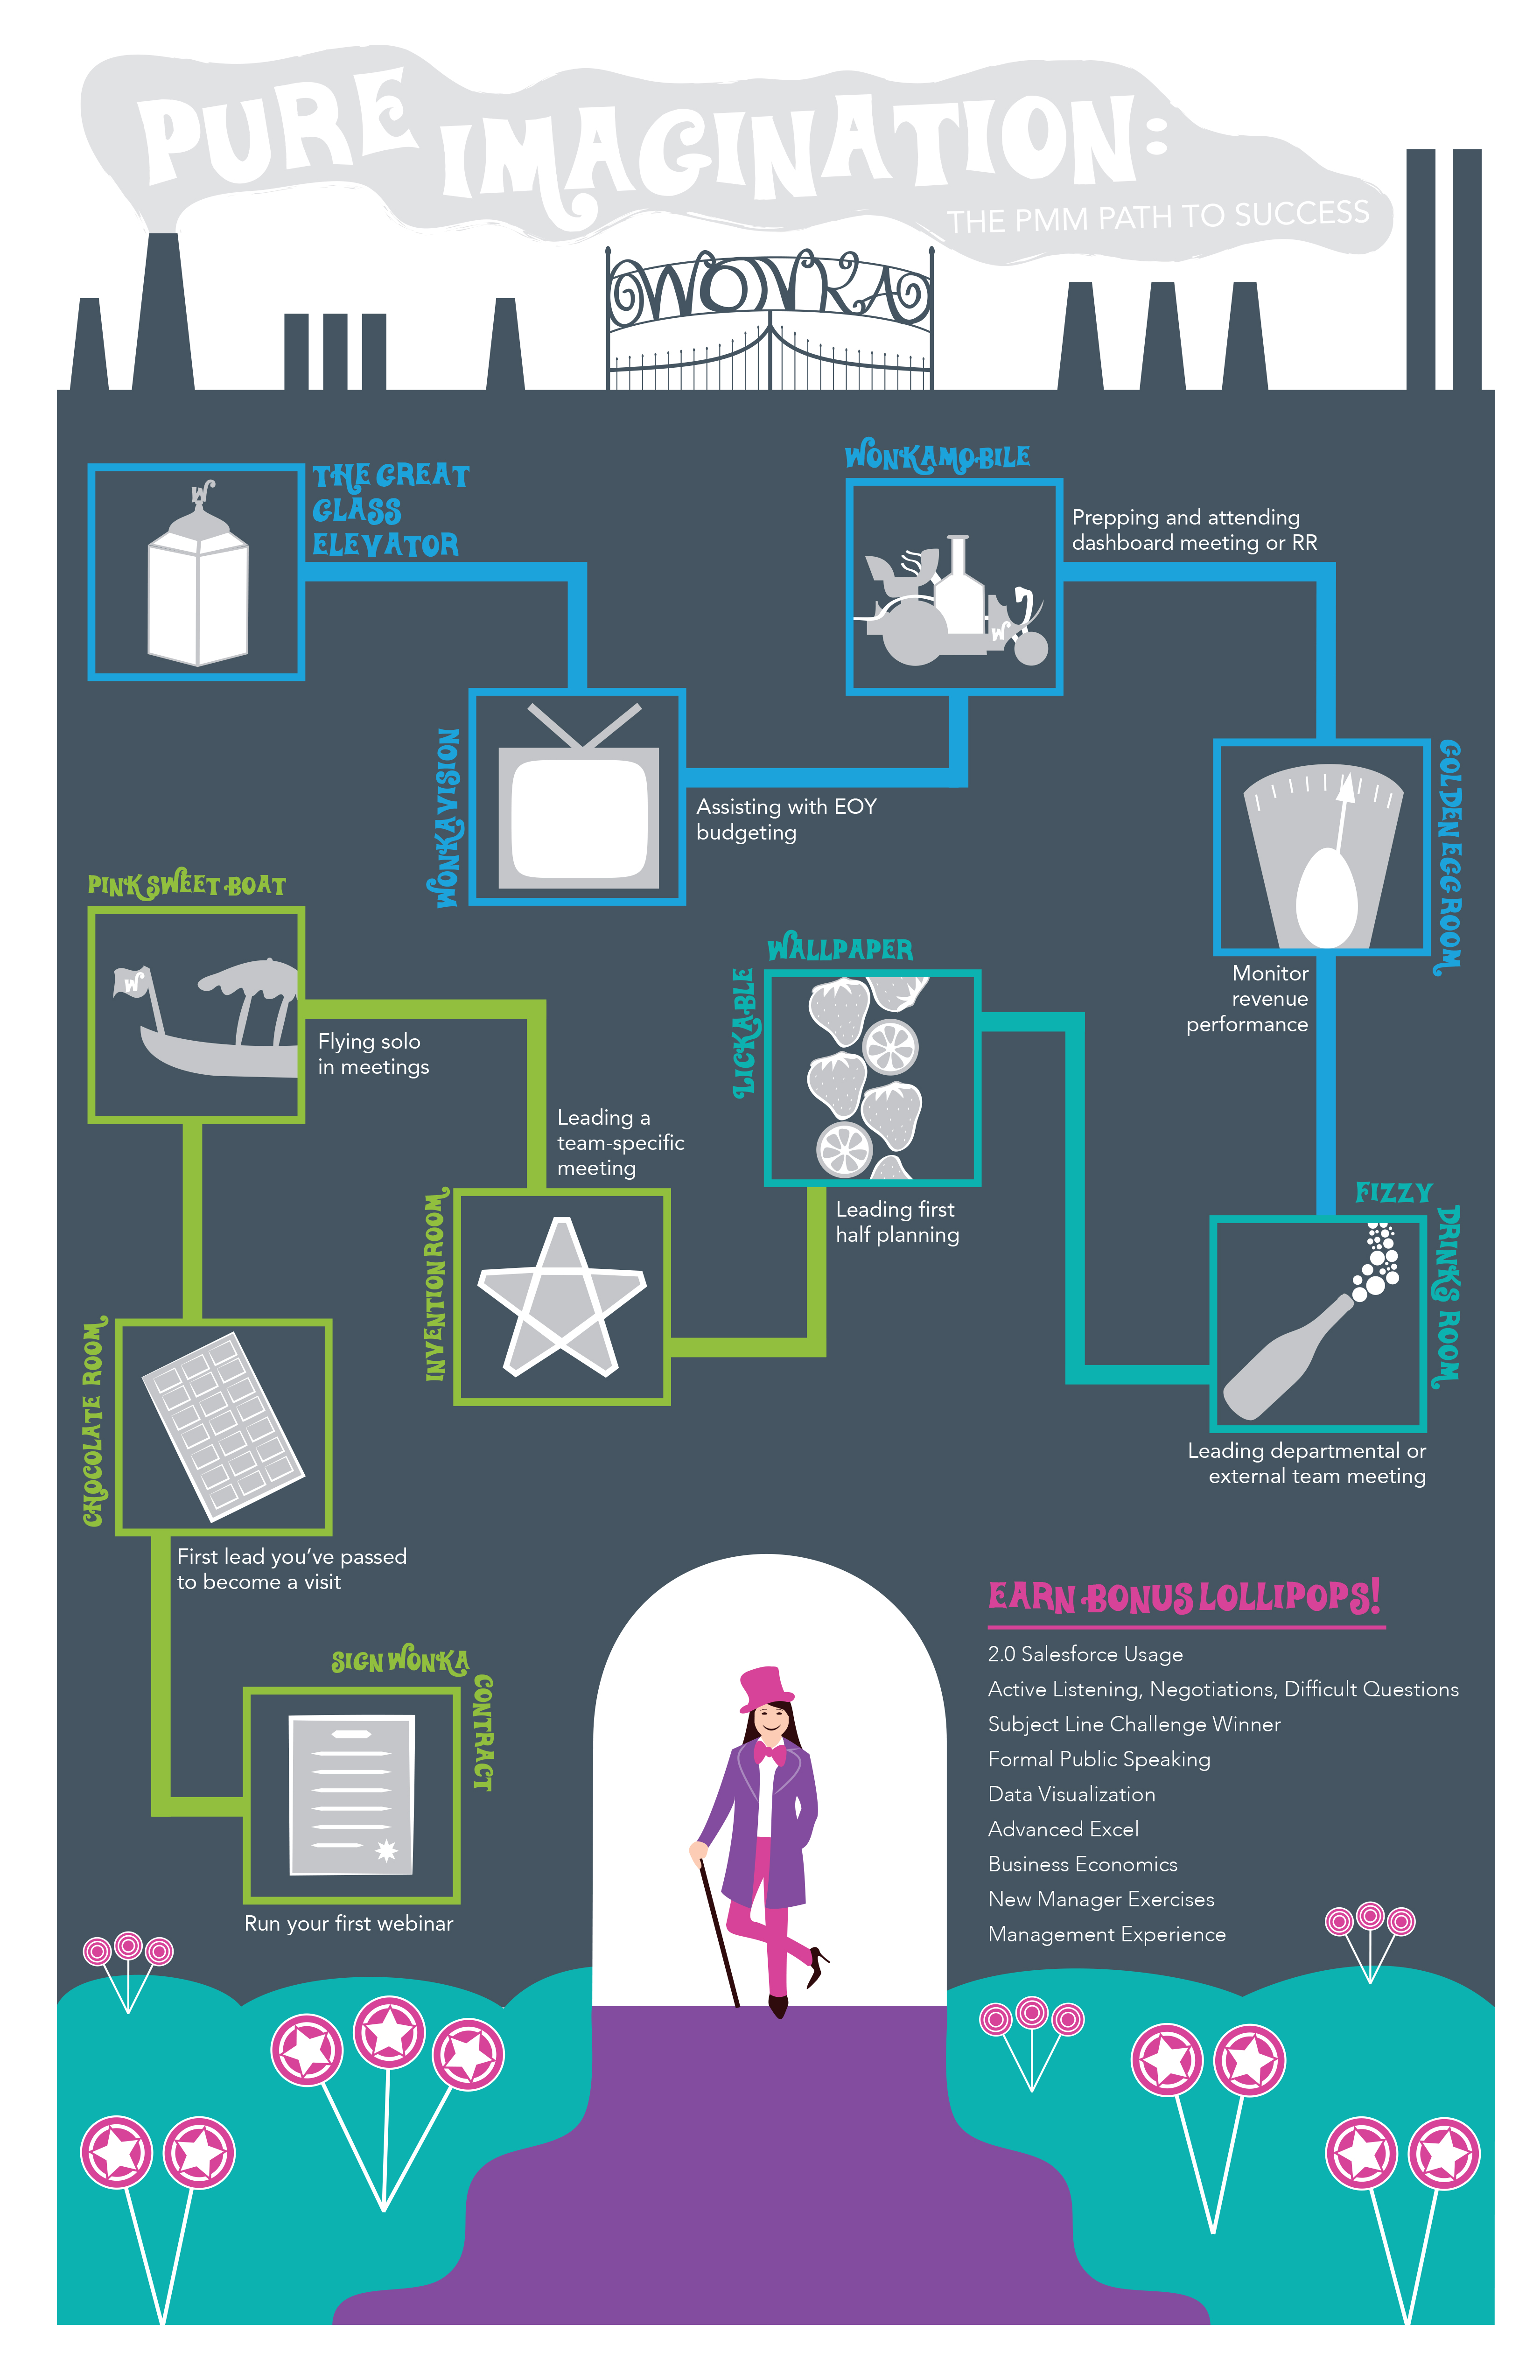 PURE IMAGINATION:
THE PMM PATH TO SUCCESS
WONKA
THE GREAT
GLASS
ELEVATOR
W
WONKAMOBILE
W
Prepping and attending
dashboard meeting or RR
WONKAVISION
Assisting with EOY
budgeting
GOLDEN EGG ROOM
Monitor
revenue
performance
PINK SWEET BOAT
W
Flying solo
in meetings
LICKABLE
WALLPAPER
Leading first
half planning
Leading a
team-specific
meeting
INVENTION ROOM
FIZZY
DRINKS ROOM
Leading departmental or
external team meeting
CHOCOLATE ROOM
First lead you’ve passed
to become a visit
SIGN WONKA
CONTRACT
Run your first webinar
EARN BONUS LOLLIPOPS!
2.0 Salesforce Usage
Active Listening, Negotiations, Difficult Questions
Subject Line Challenge Winner
Formal Public Speaking
Data Visualization
Advanced Excel
Business Economics
New Manager Exercises
Management Experience